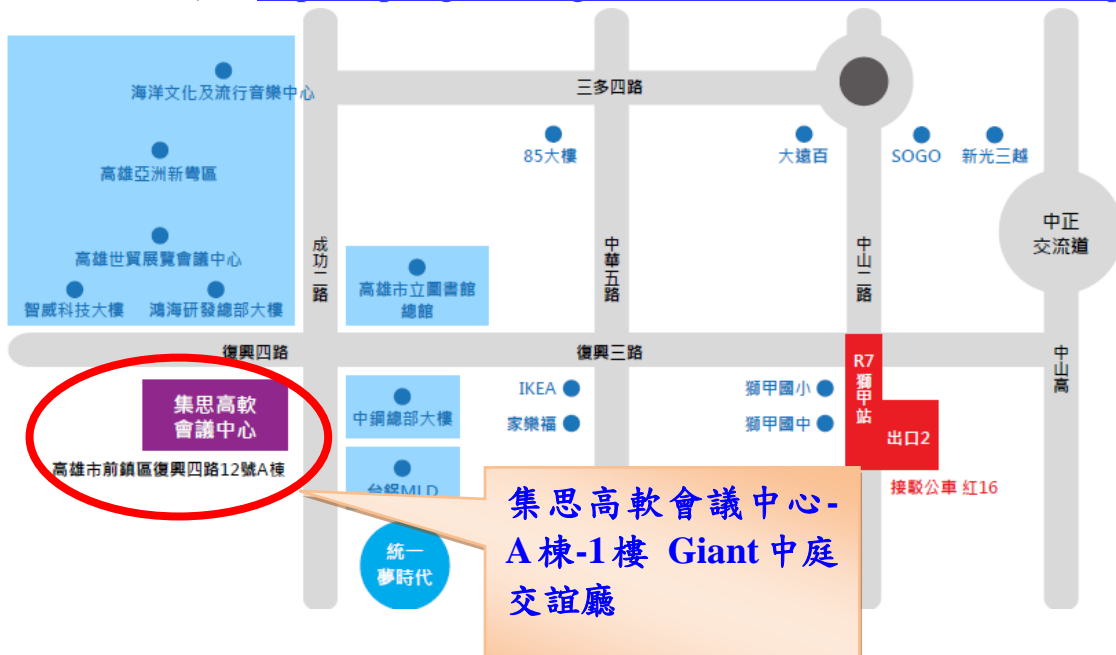 海洋文化及流行音樂中心
三多四路
85大樓
大遠百
SOGO
新光三越
高雄亞洲新彎區
中正
交流道
高雄世貿展覽會議中心
成功二路
中華五路
中山二路
高雄市立圖書館
總館
智威科技大樓
鴻海研發總部大樓
復興四路
復興三路
R7
獅甲站
中山高
集思高軟
會議中心
中鋼總部大樓
IKEA
獅甲國小
家樂福
獅甲國中
出口2
高雄市前鎮區復興四路12號A棟
台鋁MLD
接駁公車 紅16
集思高軟會議中心-
A棟-1樓 Giant 中庭
交誼廳
統一
夢時代